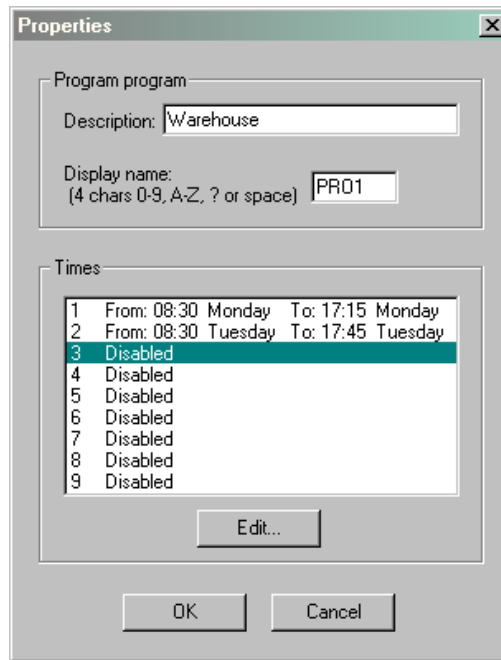 Properties
Program program
Description: Warehouse
Display name:
(4 chars 0-9, A-Z, ? or space) PRO1
Times
1 From: 08:30 Monday To: 17:15 Monday
2 From: 08:30 Tuesday To: 17:45 Tuesday
3 Disabled
4 Disabled
5 Disabled
6 Disabled
7 Disabled
8 Disabled
9 Disabled
Edit...
OK Cancel